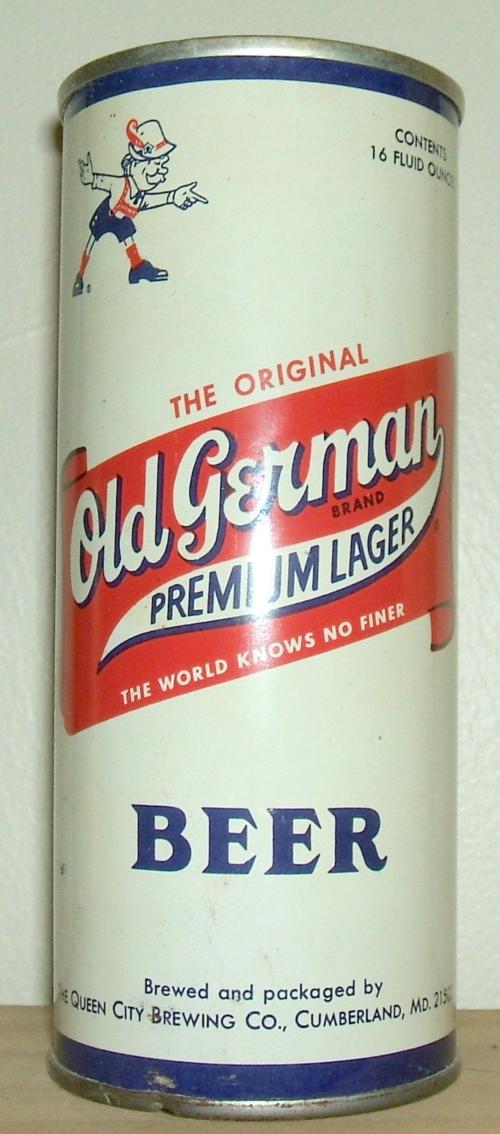 CONTENTS
16 FLUID OUNCES
THE ORIGINAL
Old German
BRAND
PREMIUM LAGER
THE WORLD KNOWS NO FINER
BEER
Brewed and packaged by
THE QUEEN CITY BREWING CO., CUMBERLAND, MD.